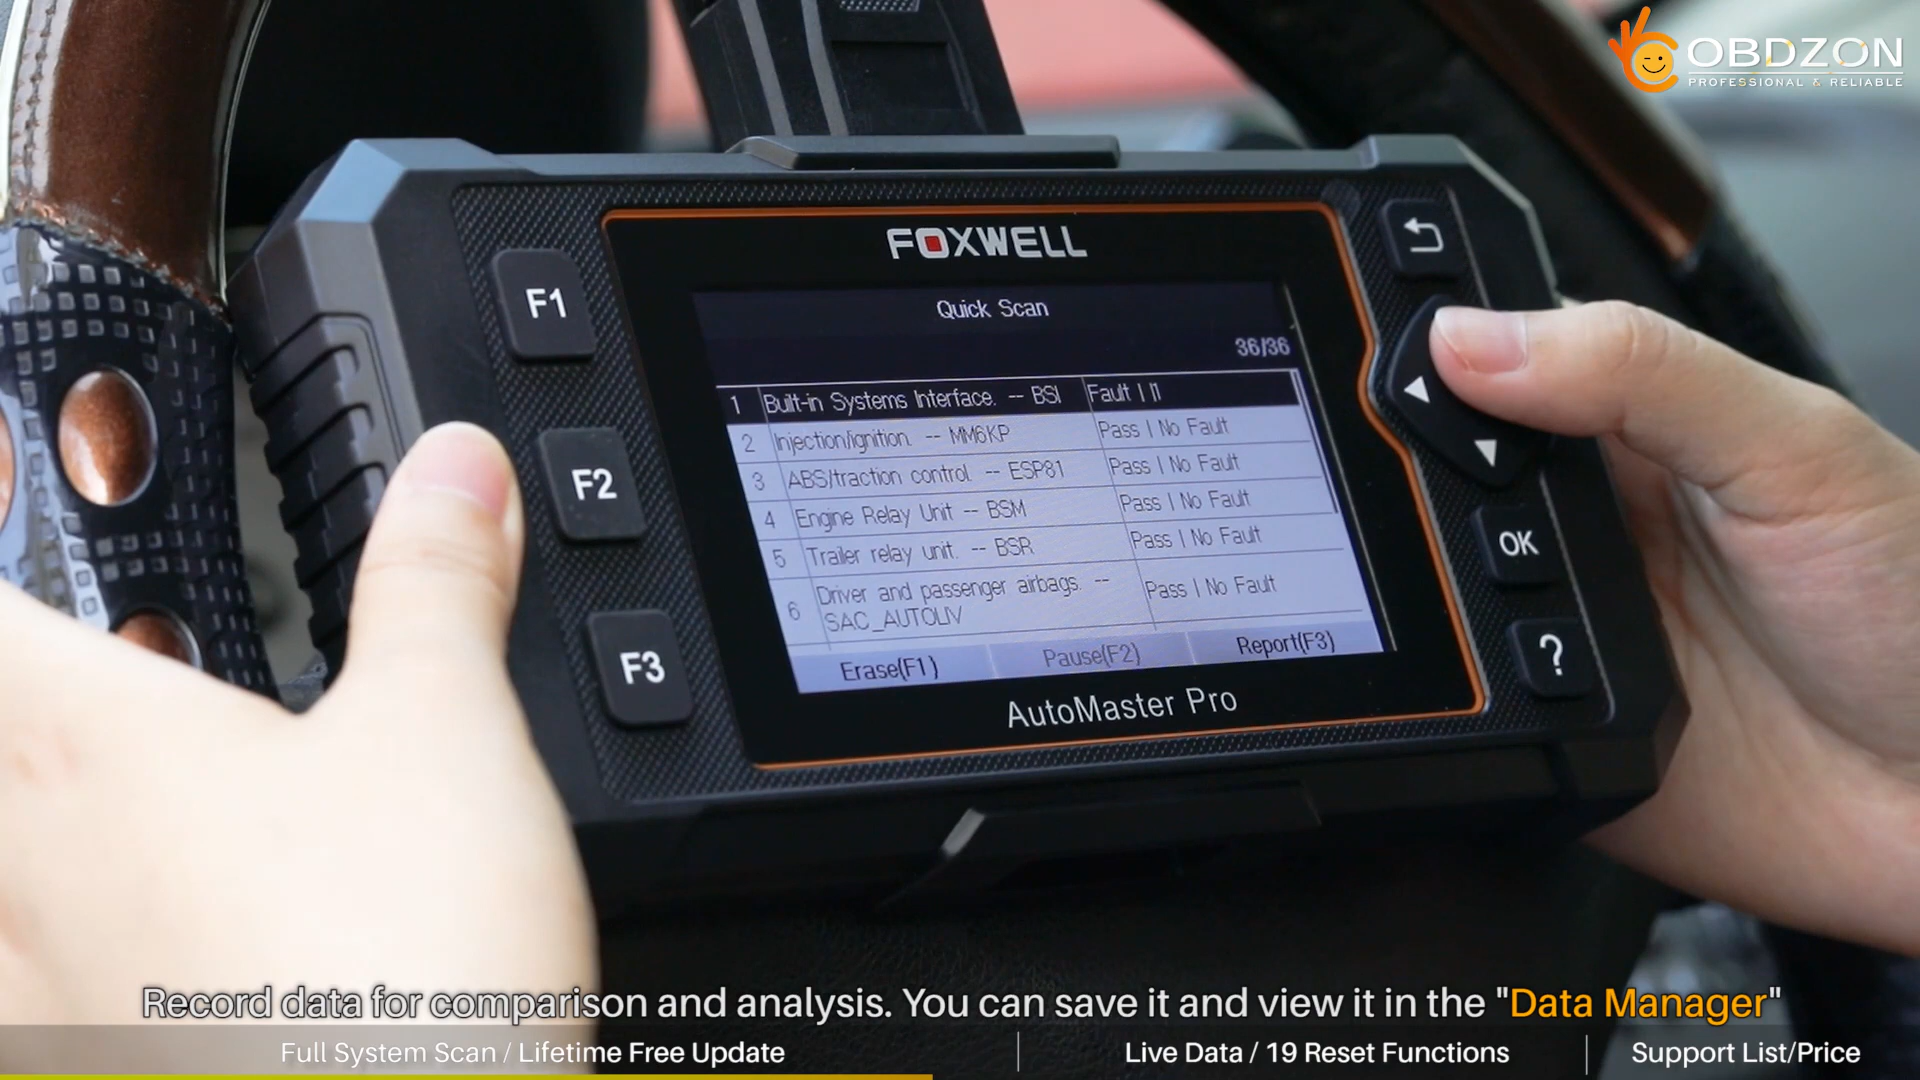 OBDZON
PROFESSIONAL & RELIABLE
FOXWELL
Quick Scan
36/36
1 Built-in Systems Interface. -- BSI Fault | 1
2 Injection/ignition. -- MM6KP Pass | No Fault
3 ABS/traction control. -- ESP81 Pass | No Fault
4 Engine Relay Unit -- BSM Pass | No Fault
5 Trailer relay unit. -- BSR Pass | No Fault
6 Driver and passenger airbags. -- Pass | No Fault
SAC_AUTOLIV
Erase(F1) Pause(F2) Report(F3)
AutoMaster Pro
F1
F2
F3
OK
?
Record data for comparison and analysis. You can save it and view it in the "Data Manager"
Full System Scan / Lifetime Free Update | Live Data / 19 Reset Functions | Support List/Price